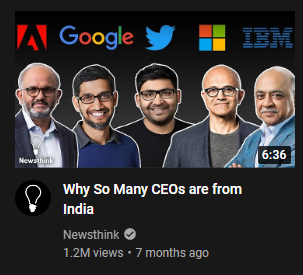 Google
IBM
Newsthink
6:36
Why So Many CEOs are from
India
Newsthink
1.2M views • 7 months ago